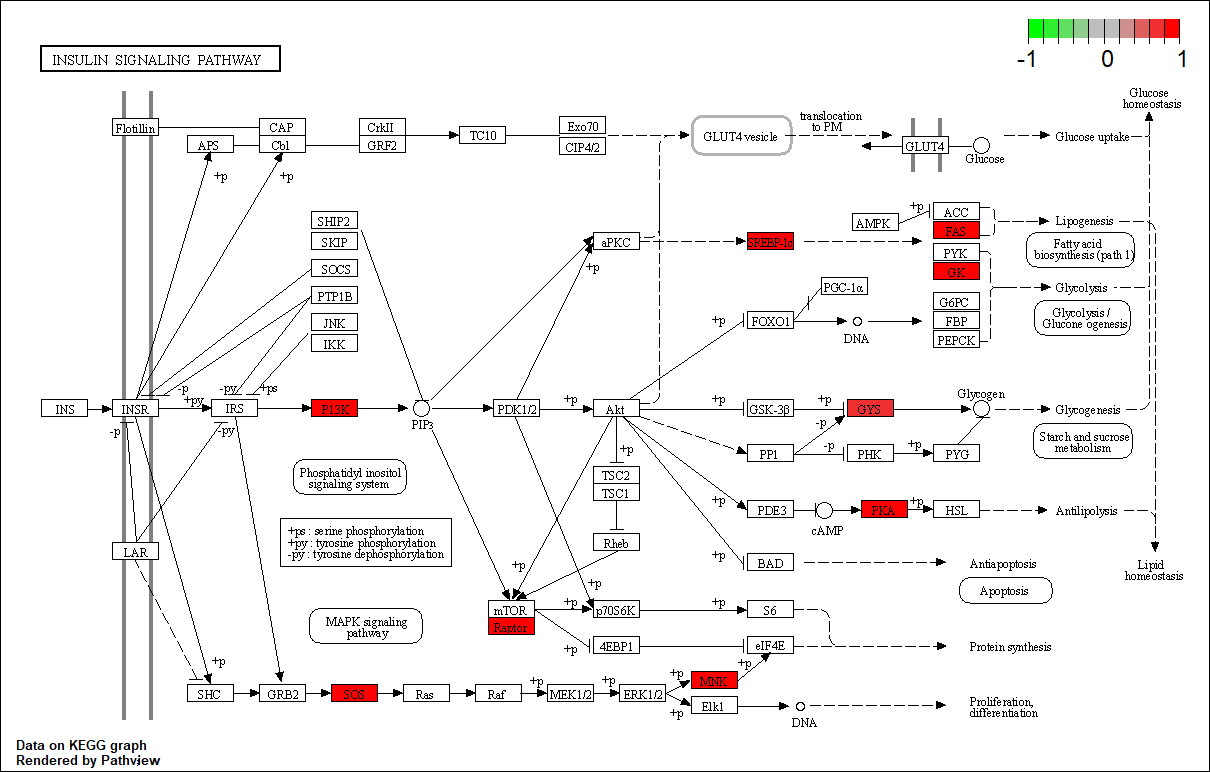 -1 0 1
INSULIN SIGNALING PATHWAY
Glucose
homeostasis
Flotillin
CAP
Cbl
APS
CrkII
GRF2
TC10
Exo70
CIP4/2
GLUT4 vesicle
translocation
to PM
GLUT4
Glucose
Glucose uptake
+p
+p
SHIP2
SKIP
SOCS
PTP1B
JNK
IKK
aPKC
+p
SREBP-1c
AMPK
+p
ACC
FAS
Lipogenesis
Fatty acid
biosynthesis (path 1)
PYK
GK
Glycolysis
PGC-1α
+p
FOXO1
DNA
G6PC
FBP
PEPCK
Glycolysis /
Glucone ogenesis
-p
+py
-py
+ps
INS
INSR
IRS
PI3K
PIP3
PDK1/2
+p
Akt
+p
GSK-3β
+p
GYS
Glycogen
Glycogenesis
-p
-py
-p
-p
PP1
PHK
+p
PYG
Starch and sucrose
metabolism
+p
TSC2
TSC1
Phosphatidyl inositol
signaling system
+p
PDE3
cAMP
PKA
+p
HSL
Antilipolysis
+ps : serine phosphorylation
+py : tyrosine phosphorylation
-py : tyrosine dephosphorylation
LAR
Rheb
+p
BAD
Antiapoptosis
Apoptosis
Lipid
homeostasis
+p
+p
mTOR
Raptor
+p
p70S6K
+p
S6
+p
4EBP1
eIF4E
Protein synthesis
MAPK signaling
pathway
+p
SHC
GRB2
SOS
Ras
Raf
+p
MEK1/2
+p
ERK1/2
+p
MNK
+p
+p
Elk1
DNA
Proliferation,
differentiation
Data on KEGG graph
Rendered by Pathview